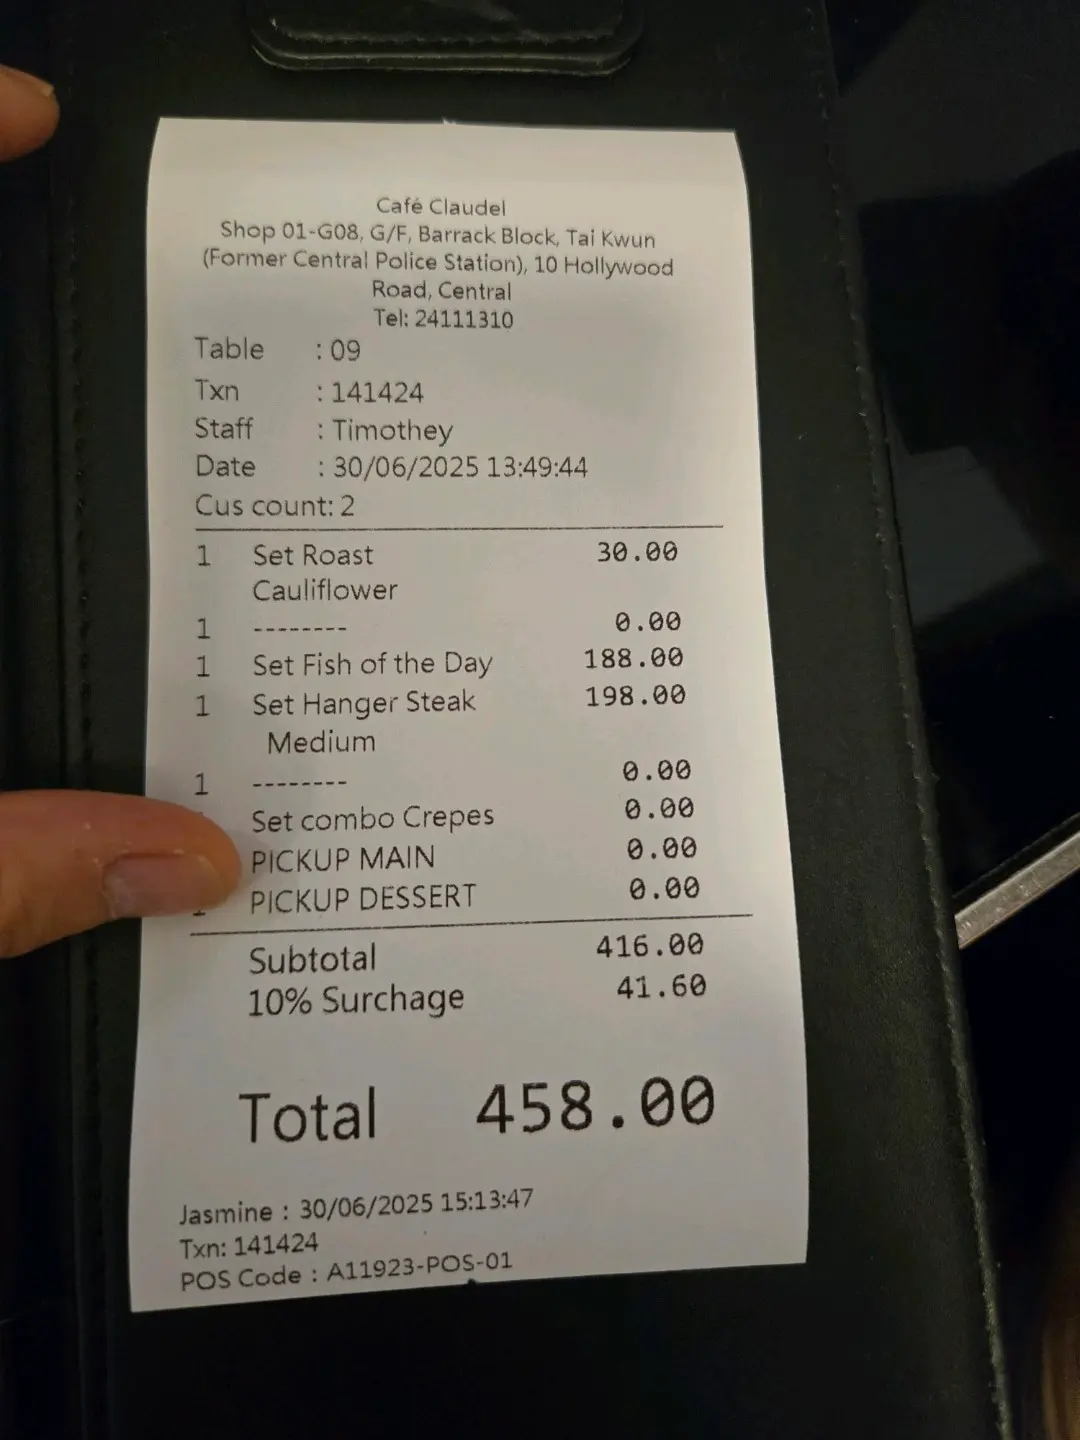 Café Claudel
Shop 01-G08, G/F, Barrack Block, Tai Kwun
(Former Central Police Station), 10 Hollywood
Road, Central
Tel: 24111310
Table : 09
Txn : 141424
Staff : Timothey
Date : 30/06/2025 13:49:44
Cus count: 2
1 Set Roast 30.00
Cauliflower
1 -------- 0.00
1 Set Fish of the Day 188.00
1 Set Hanger Steak 198.00
Medium
1 -------- 0.00
Set combo Crepes 0.00
PICKUP MAIN 0.00
PICKUP DESSERT 0.00
Subtotal 416.00
10% Surchage 41.60
Total 458.00
Jasmine : 30/06/2025 15:13:47
Txn: 141424
POS Code : A11923-POS-01